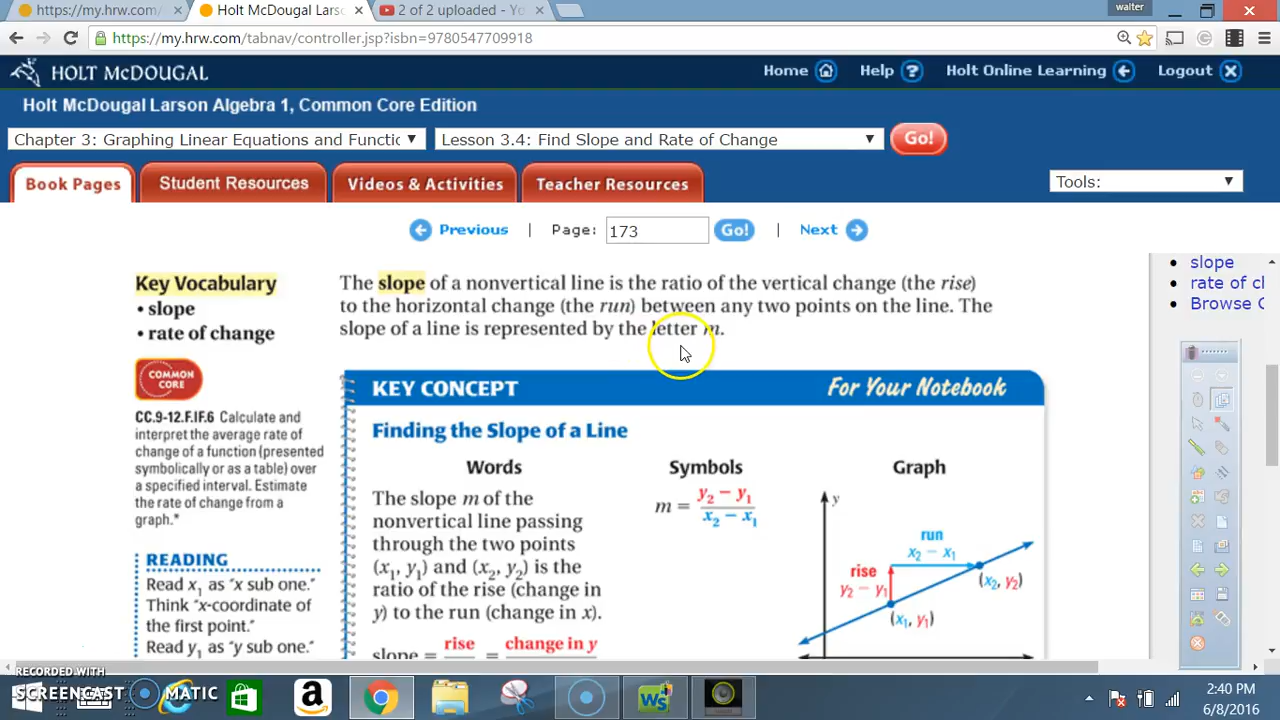 https://my.hrw.com/tabnav/
Holt McDougal Larson Alge
2 of 2 uploaded - Yo
walter
https://my.hrw.com/tabnav/controller.jsp?isbn=9780547709918
HOLT McDOUGAL
Home
Help
Holt Online Learning
Logout
Holt McDougal Larson Algebra 1, Common Core Edition
Chapter 3: Graphing Linear Equations and Functic
Lesson 3.4: Find Slope and Rate of Change
Go!
Book Pages
Student Resources
Videos & Activities
Teacher Resources
Tools:
Previous | Page: 173 Go! | Next
Key Vocabulary
• slope
• rate of change
The slope of a nonvertical line is the ratio of the vertical change (the rise)
to the horizontal change (the run) between any two points on the line. The
slope of a line is represented by the letter m.
• slope
• rate of cl
• Browse C
COMMON
CORE
CC.9-12.F.IF.6 Calculate and
interpret the average rate of
change of a function (presented
symbolically or as a table) over
a specified interval. Estimate
the rate of change from a
graph.*
READING
Read x₁ as "x sub one."
Think "x-coordinate of
the first point."
Read y₁ as "y sub one."
KEY CONCEPT
For Your Notebook
Finding the Slope of a Line
Words
The slope m of the
nonvertical line passing
through the two points
(x₁, y₁) and (x₂, y₂) is the
ratio of the rise (change in
y) to the run (change in x).
slope = rise = change in y
Symbols
m = y₂ − y₁
x₂ − x₁
Graph
y
run
x₂ − x₁
rise
y₂ − y₁
(x₂, y₂)
(x₁, y₁)
RECORDED WITH
SCREENCAST MATIC
2:40 PM
6/8/2016